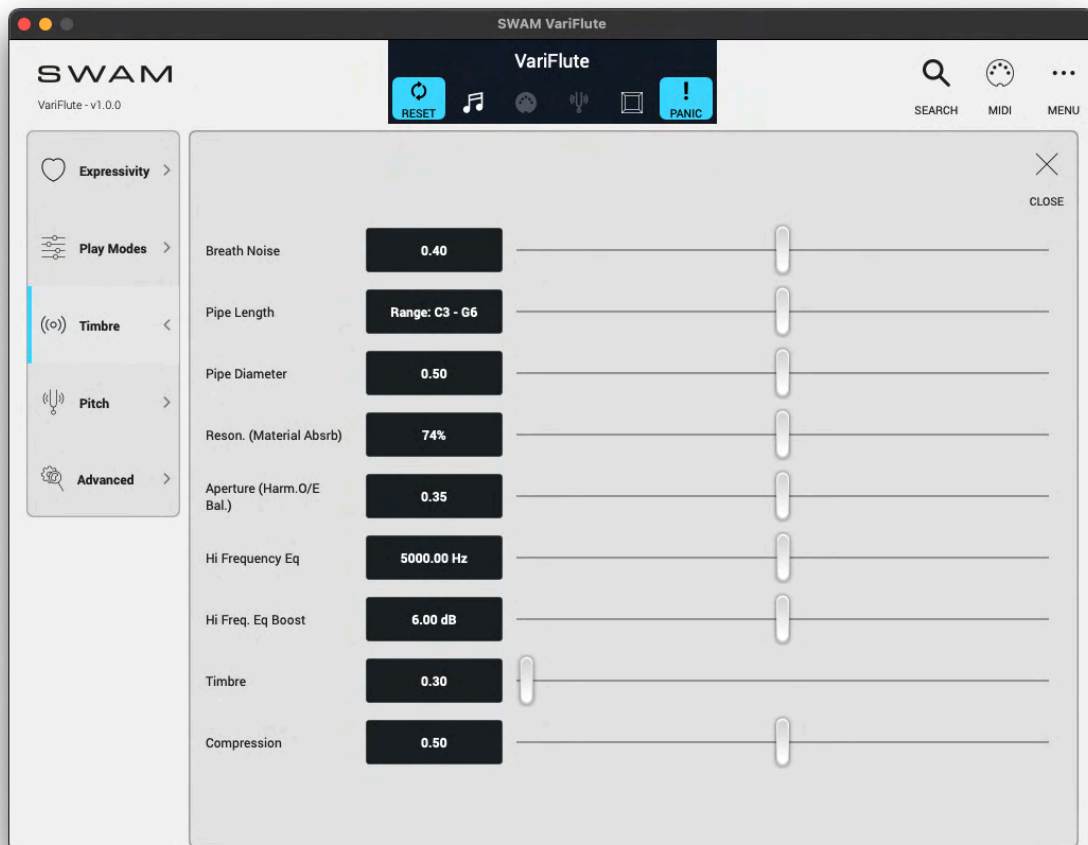 SWAM VariFlute
SWAM
VariFlute - v1.0.0
VariFlute
RESET
!
PANIC
SEARCH
MIDI
MENU
Expressivity
Play Modes
Timbre
Pitch
Advanced
CLOSE
Breath Noise
0.40
Pipe Length
Range: C3 - G6
Pipe Diameter
0.50
Reson. (Material Absrb)
74%
Aperture (Harm.O/E
Bal.)
0.35
Hi Frequency Eq
5000.00 Hz
Hi Freq. Eq Boost
6.00 dB
Timbre
0.30
Compression
0.50